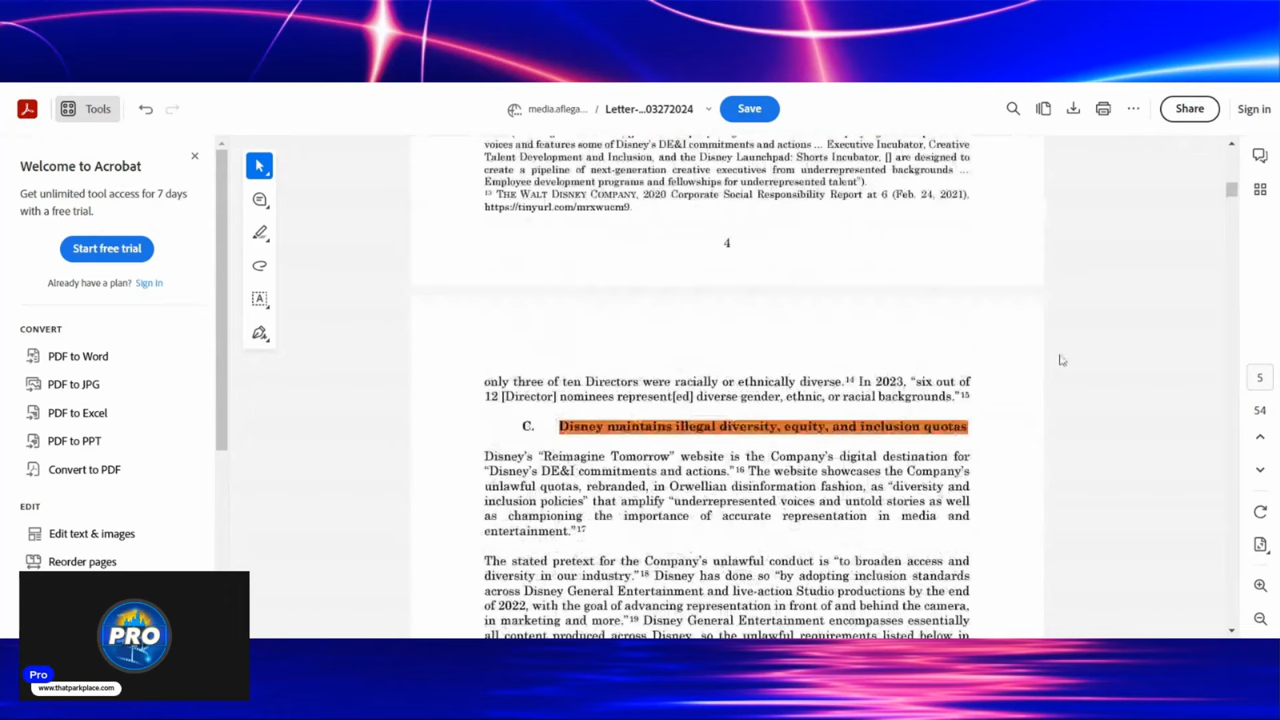 Tools
media.aflega... / Letter-...03272024
Save
Share
Sign in
Welcome to Acrobat
Get unlimited tool access for 7 days
with a free trial.
Start free trial
Already have a plan? Sign in
CONVERT
PDF to Word
PDF to JPG
PDF to Excel
PDF to PPT
Convert to PDF
EDIT
Edit text & images
Reorder pages
voices and features some of Disney's DE&I commitments and actions ... Executive Incubator, Creative
Talent Development and Inclusion, and the Disney Launchpad: Shorts Incubator, [] are designed to
create a pipeline of next-generation creative executives from underrepresented backgrounds ...
Employee development programs and fellowships for underrepresented talent").
13 THE WALT DISNEY COMPANY, 2020 Corporate Social Responsibility Report at 6 (Feb. 24, 2021),
https://tinyurl.com/mrxwucm9.
4
only three of ten Directors were racially or ethnically diverse.14 In 2023, "six out of
12 [Director] nominees represent[ed] diverse gender, ethnic, or racial backgrounds."15
C. Disney maintains illegal diversity, equity, and inclusion quotas
Disney's "Reimagine Tomorrow" website is the Company's digital destination for
"Disney's DE&I commitments and actions."16 The website showcases the Company's
unlawful quotas, rebranded, in Orwellian disinformation fashion, as "diversity and
inclusion policies" that amplify "underrepresented voices and untold stories as well
as championing the importance of accurate representation in media and
entertainment."17
The stated pretext for the Company's unlawful conduct is "to broaden access and
diversity in our industry."18 Disney has done so "by adopting inclusion standards
across Disney General Entertainment and live-action Studio productions by the end
of 2022, with the goal of advancing representation in front of and behind the camera,
in marketing and more."19 Disney General Entertainment encompasses essentially
all content produced across Disney, so the unlawful requirements listed below in
5
54
PRO
Pro
www.thatparkplace.com